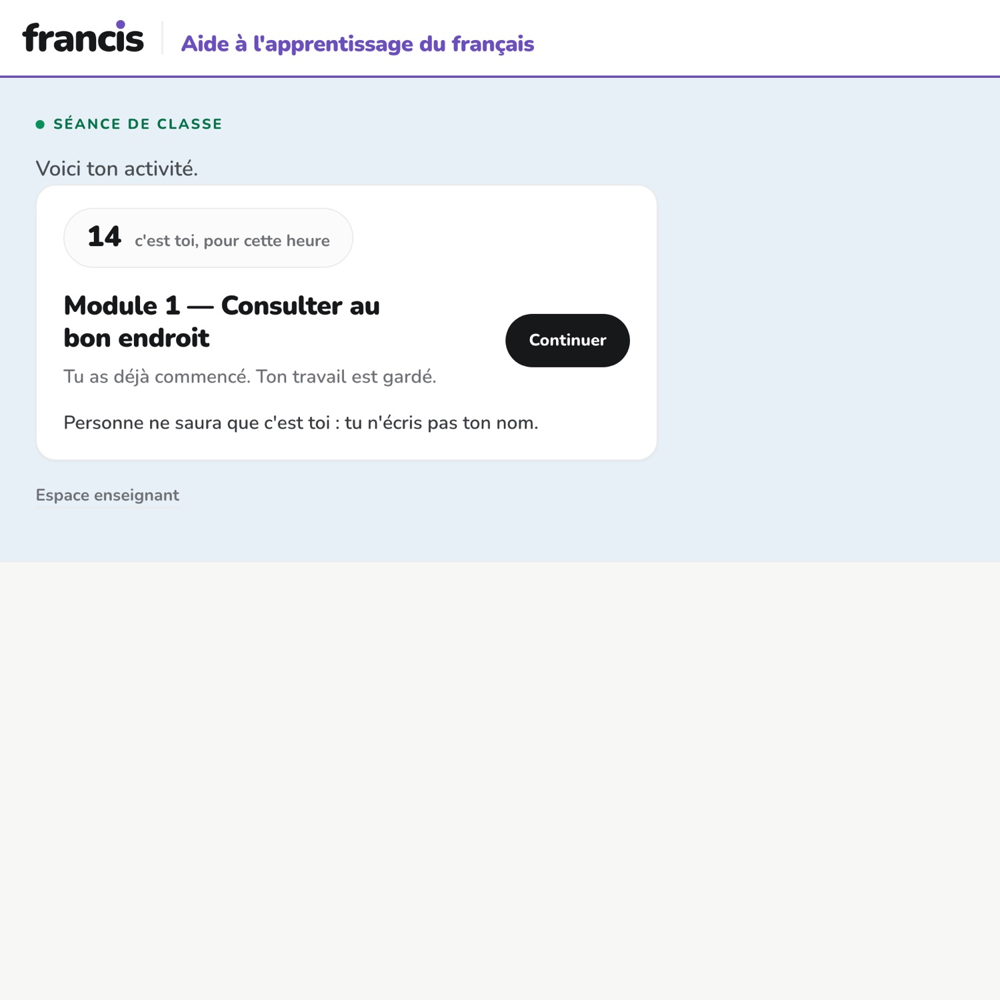 francis
Aide à l'apprentissage du français
SÉANCE DE CLASSE
Voici ton activité.
14 c'est toi, pour cette heure
Module 1 — Consulter au
bon endroit
Continuer
Tu as déjà commencé. Ton travail est gardé.
Personne ne saura que c'est toi : tu n'écris pas ton nom.
Espace enseignant